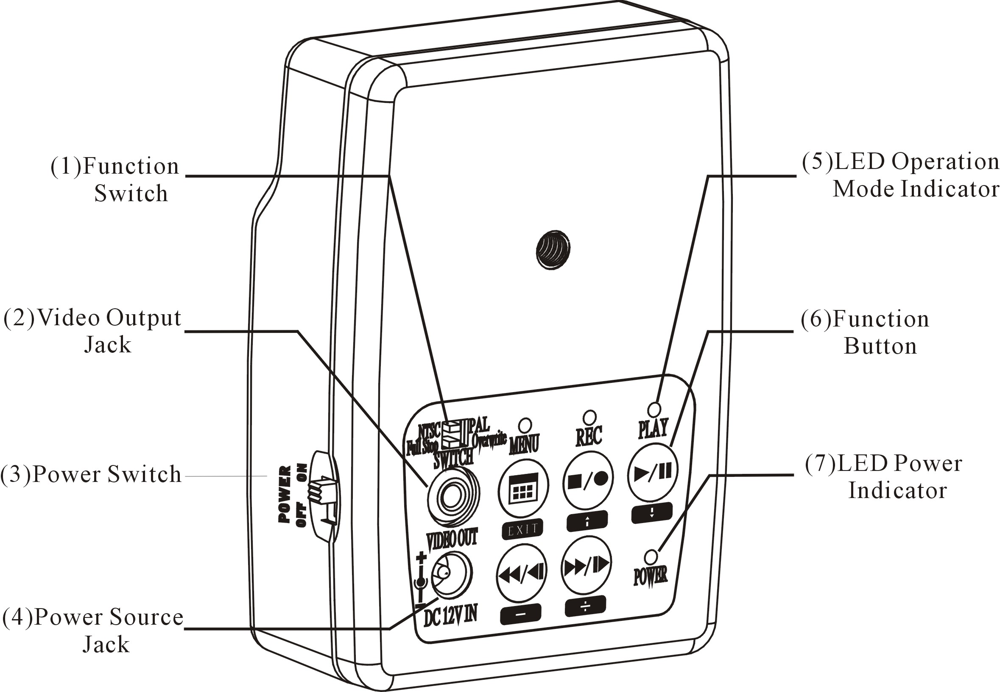 (1)Function
Switch
(5)LED Operation
Mode Indicator
(2)Video Output
Jack
(6)Function
Button
NTSC PAL
Full Stop Overwrite
SWITCH
MENU
REC
PLAY
(3)Power Switch
POWER
OFF ON
(7)LED Power
Indicator
EXIT
VIDEO OUT
+
POWER
-
DC 12V IN
(4)Power Source
Jack